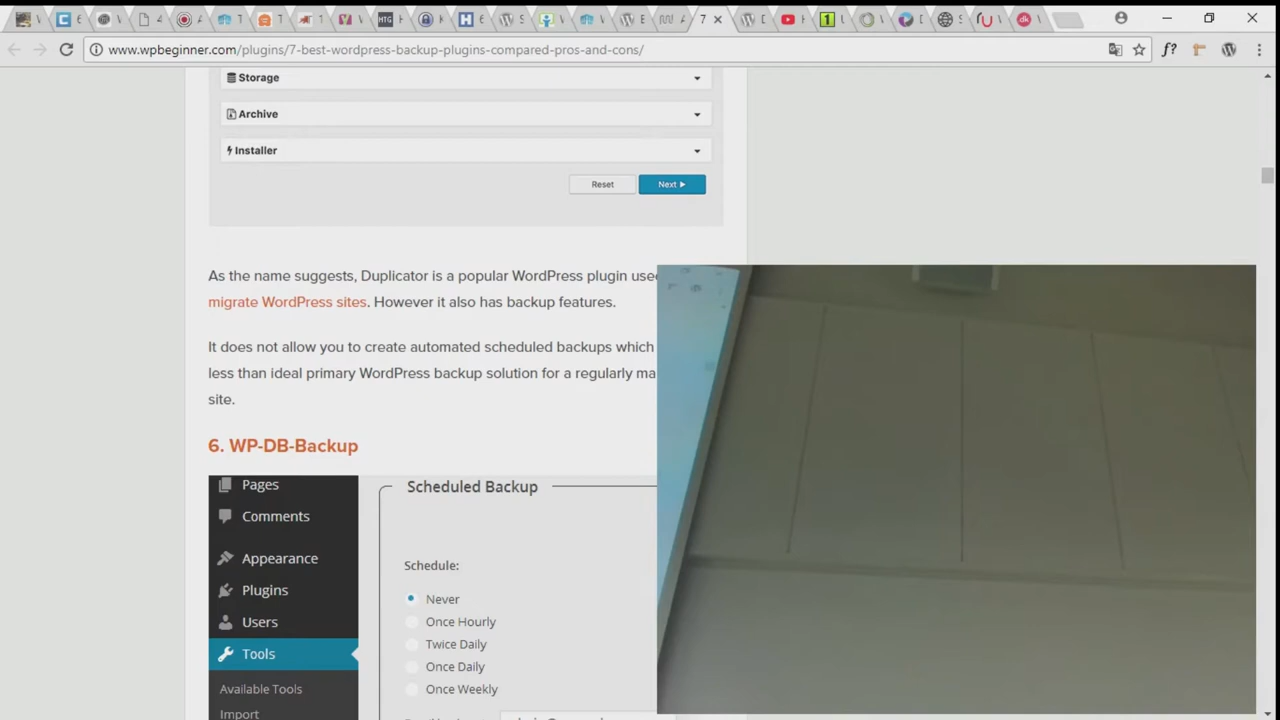 7
www.wpbeginner.com/plugins/7-best-wordpress-backup-plugins-compared-pros-and-cons/
Storage
Archive
Installer
Reset
Next
As the name suggests, Duplicator is a popular WordPress plugin
migrate WordPress sites. However it also has backup features.
It does not allow you to create automated scheduled backups which
less than ideal primary WordPress backup solution for a regularly
site.
6. WP-DB-Backup
Pages
Comments
Appearance
Plugins
Users
Tools
Available Tools
Import
Scheduled Backup
Schedule:
Never
Once Hourly
Twice Daily
Once Daily
Once Weekly